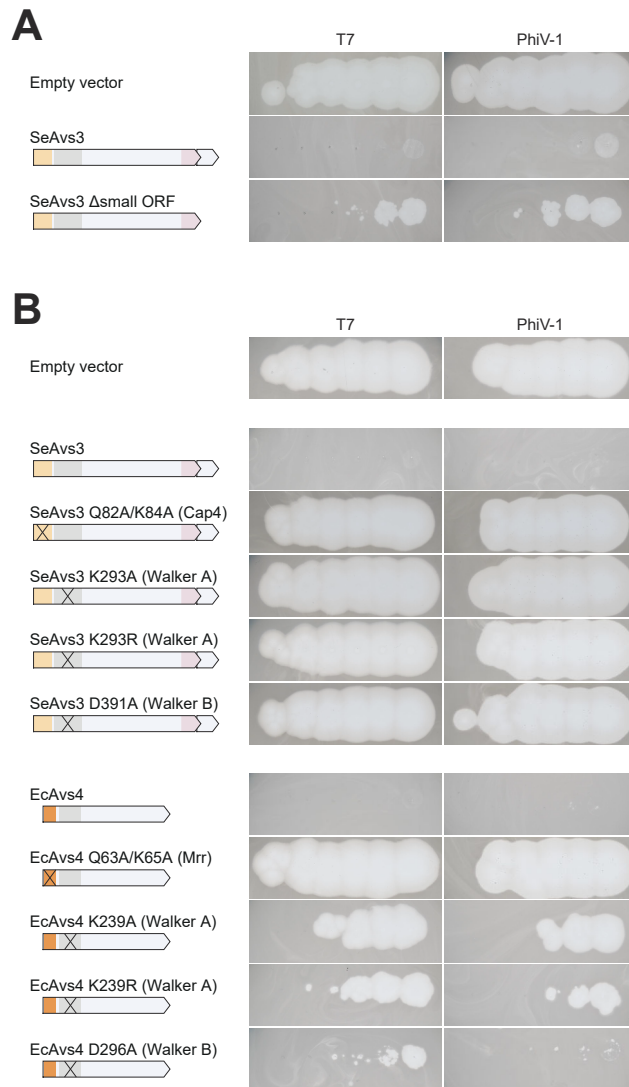 A
T7 PhiV-1
Empty vector
SeAvs3
SeAvs3 Δsmall ORF
B
T7 PhiV-1
Empty vector
SeAvs3
SeAvs3 Q82A/K84A (Cap4)
SeAvs3 K293A (Walker A)
SeAvs3 K293R (Walker A)
SeAvs3 D391A (Walker B)
EcAvs4
EcAvs4 Q63A/K65A (Mrr)
EcAvs4 K239A (Walker A)
EcAvs4 K239R (Walker A)
EcAvs4 D296A (Walker B)